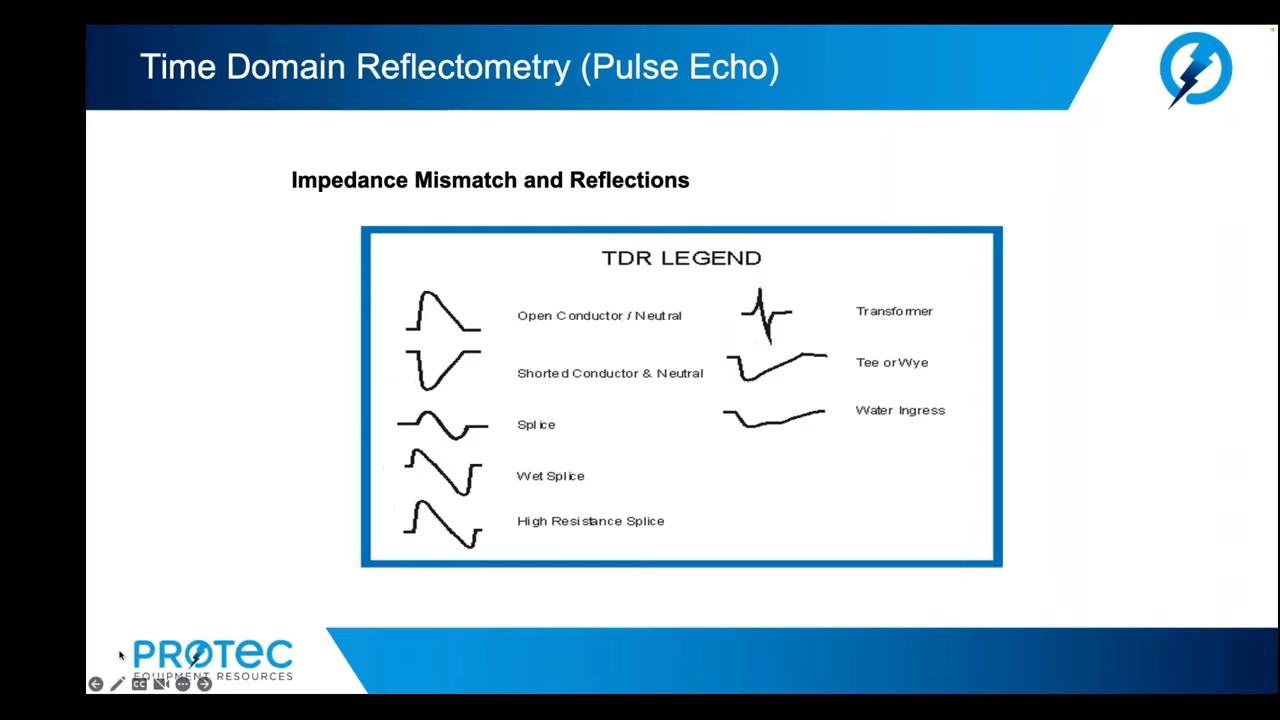 Time Domain Reflectometry (Pulse Echo)
Impedance Mismatch and Reflections
TDR LEGEND
Open Conductor / Neutral
Shorted Conductor & Neutral
Splice
Wet Splice
High Resistance Splice
Transformer
Tee or Wye
Water Ingress
PROTEC
EQUIPMENT RESOURCES
CC